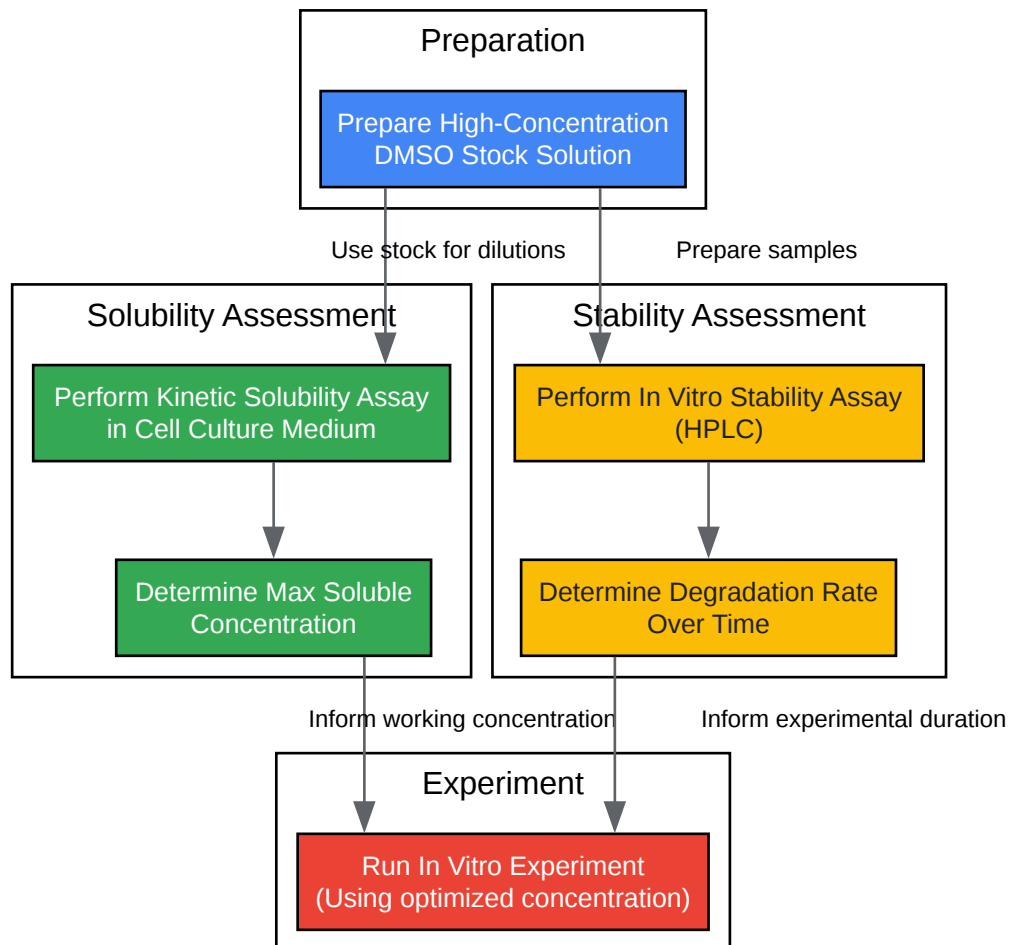 Preparation
Prepare High-Concentration
DMSO Stock Solution
Use stock for dilutions
Prepare samples
Solubility Assessment
Stability Assessment
Perform Kinetic Solubility Assay
in Cell Culture Medium
Perform In Vitro Stability Assay
(HPLC)
Determine Max Soluble
Concentration
Determine Degradation Rate
Over Time
Inform working concentration
Inform experimental duration
Experiment
Run In Vitro Experiment
(Using optimized concentration)